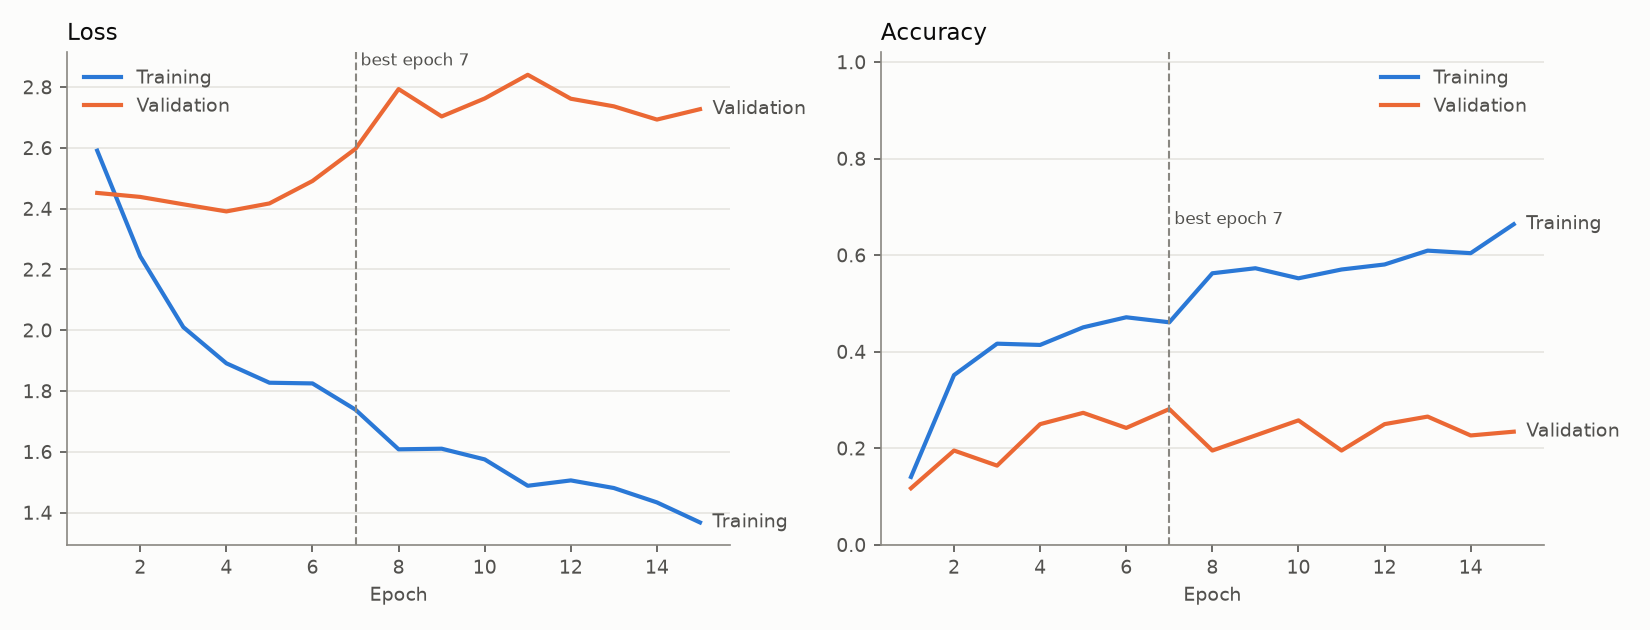 Loss
best epoch 7
Training
Validation
2.8
2.6
2.4
2.2
2.0
1.8
1.6
1.4
Validation
Training
2 4 6 8 10 12 14
Epoch
Accuracy
Training
Validation
1.0
0.8
0.6
0.4
0.2
0.0
best epoch 7
Training
Validation
2 4 6 8 10 12 14
Epoch